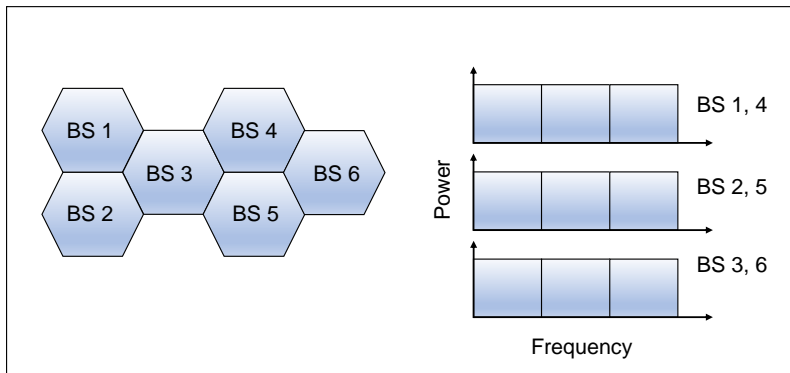 BS 1
BS 2
BS 3
BS 4
BS 5
BS 6
Power
BS 1, 4
BS 2, 5
BS 3, 6
Frequency